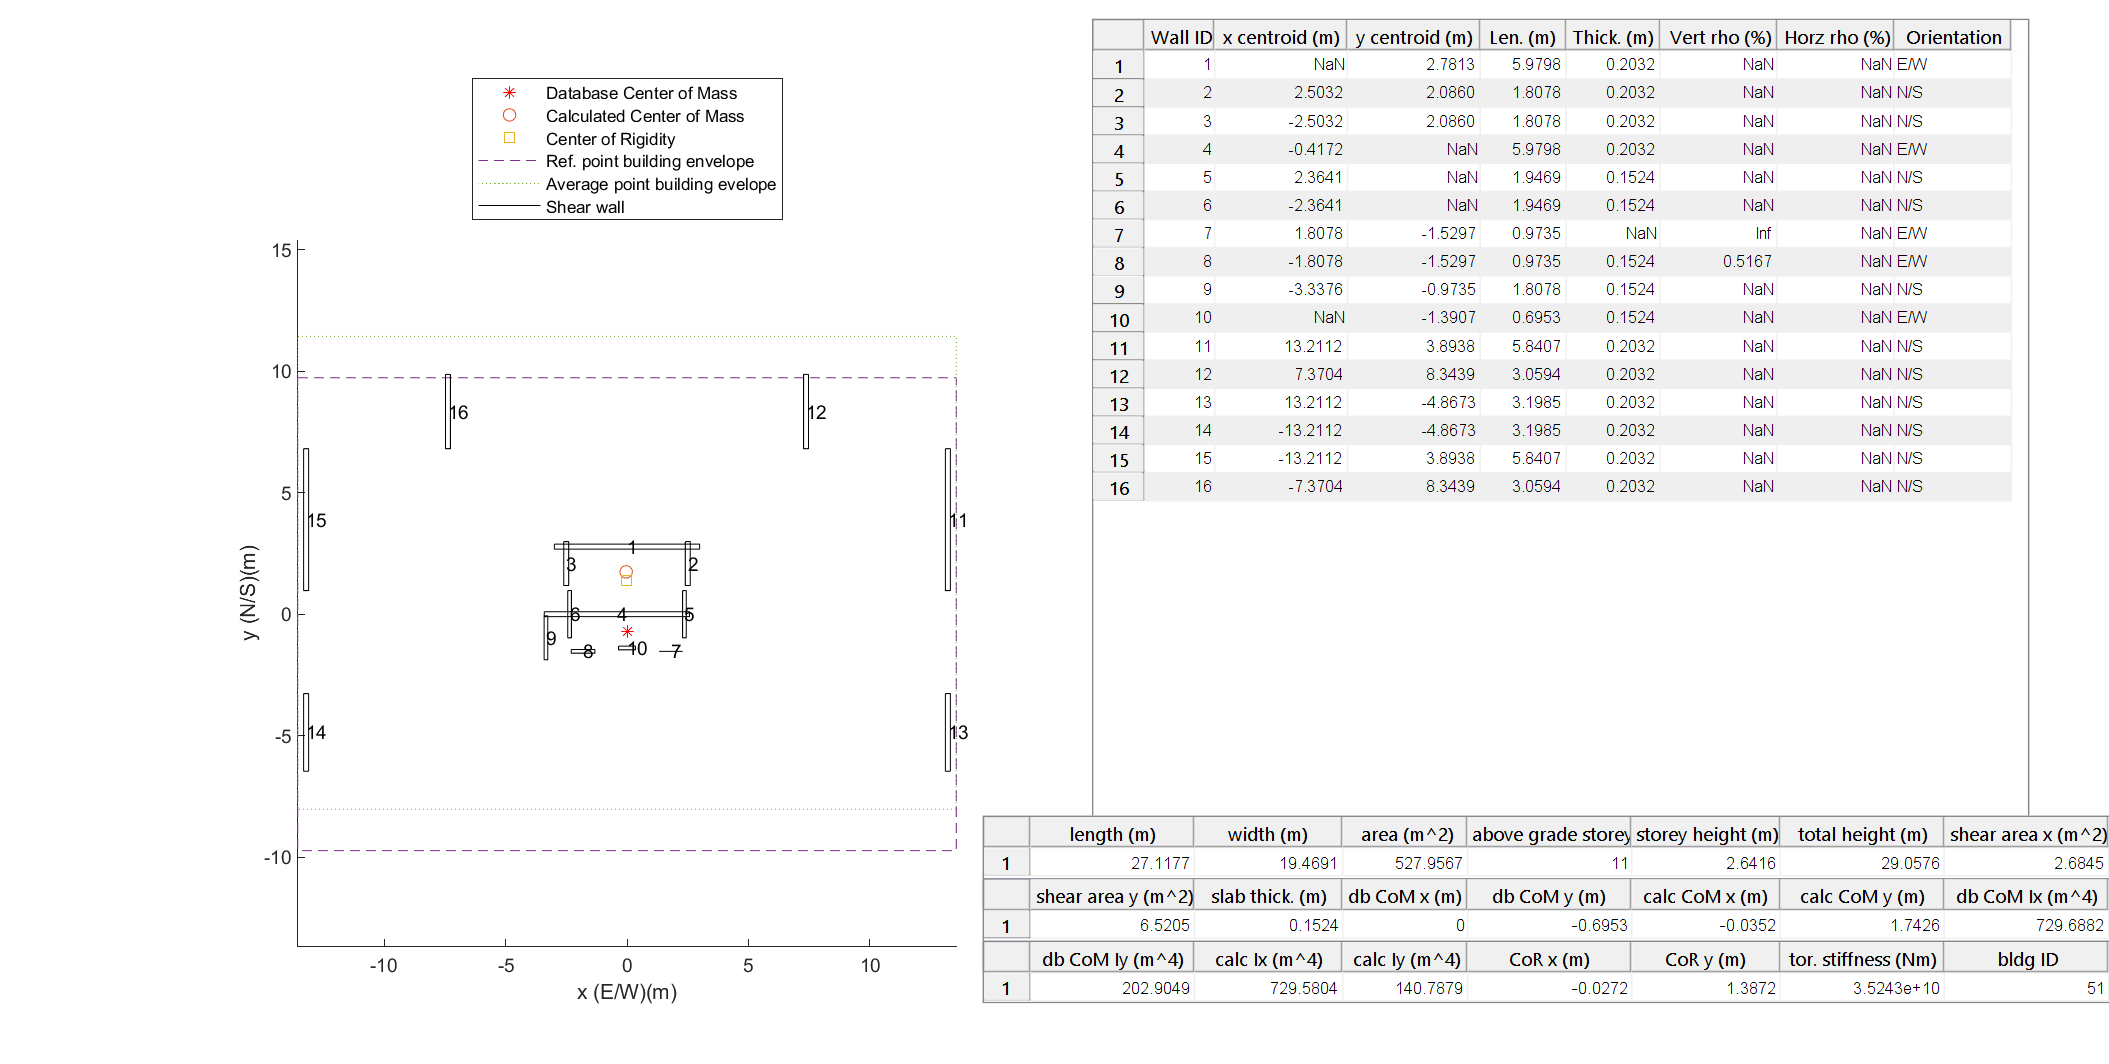 Database Center of Mass
Calculated Center of Mass
Center of Rigidity
Ref. point building envelope
Average point building evelope
Shear wall
15
10
5
0
-5
-10
y (N/S)(m)
-10 -5 0 5 10
x (E/W)(m)
16 12
15 11
1
3 2
6 4 5
9
8 10 7
14 13
Wall ID x centroid (m) y centroid (m) Len. (m) Thick. (m) Vert rho (%) Horz rho (%) Orientation
1 1 NaN 2.7813 5.9798 0.2032 NaN NaN E/W
2 2 2.5032 2.0860 1.8078 0.2032 NaN NaN N/S
3 3 -2.5032 2.0860 1.8078 0.2032 NaN NaN N/S
4 4 -0.4172 NaN 5.9798 0.2032 NaN NaN E/W
5 5 2.3641 NaN 1.9469 0.1524 NaN NaN N/S
6 6 -2.3641 NaN 1.9469 0.1524 NaN NaN N/S
7 7 1.8078 -1.5297 0.9735 NaN Inf NaN E/W
8 8 -1.8078 -1.5297 0.9735 0.1524 0.5167 NaN E/W
9 9 -3.3376 -0.9735 1.8078 0.1524 NaN NaN N/S
10 10 NaN -1.3907 0.6953 0.1524 NaN NaN E/W
11 11 13.2112 3.8938 5.8407 0.2032 NaN NaN N/S
12 12 7.3704 8.3439 3.0594 0.2032 NaN NaN N/S
13 13 13.2112 -4.8673 3.1985 0.2032 NaN NaN N/S
14 14 -13.2112 -4.8673 3.1985 0.2032 NaN NaN N/S
15 15 -13.2112 3.8938 5.8407 0.2032 NaN NaN N/S
16 16 -7.3704 8.3439 3.0594 0.2032 NaN NaN N/S
length (m) width (m) area (m^2) above grade storey storey height (m) total height (m) shear area x (m^2)
1 27.1177 19.4691 527.9567 11 2.6416 29.0576 2.6845
shear area y (m^2) slab thick. (m) db CoM x (m) db CoM y (m) calc CoM x (m) calc CoM y (m) db CoM Ix (m^4)
1 6.5205 0.1524 0 -0.6953 -0.0352 1.7426 729.6882
db CoM Iy (m^4) calc Ix (m^4) calc Iy (m^4) CoR x (m) CoR y (m) tor. stiffness (Nm) bldg ID
1 202.9049 729.5804 140.7879 -0.0272 1.3872 3.5243e+10 51